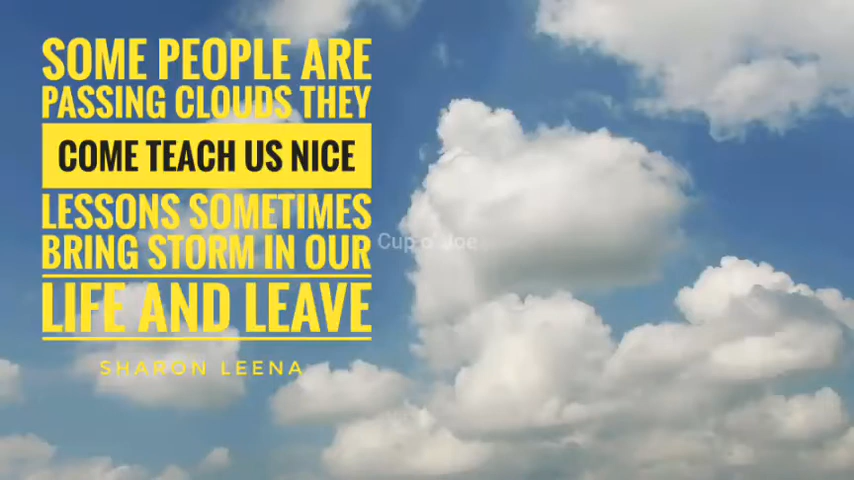 SOME PEOPLE ARE
PASSING CLOUDS THEY
COME TEACH US NICE
LESSONS SOMETIMES
BRING STORM IN OUR
Cup o' Joe
LIFE AND LEAVE
SHARON LEENA